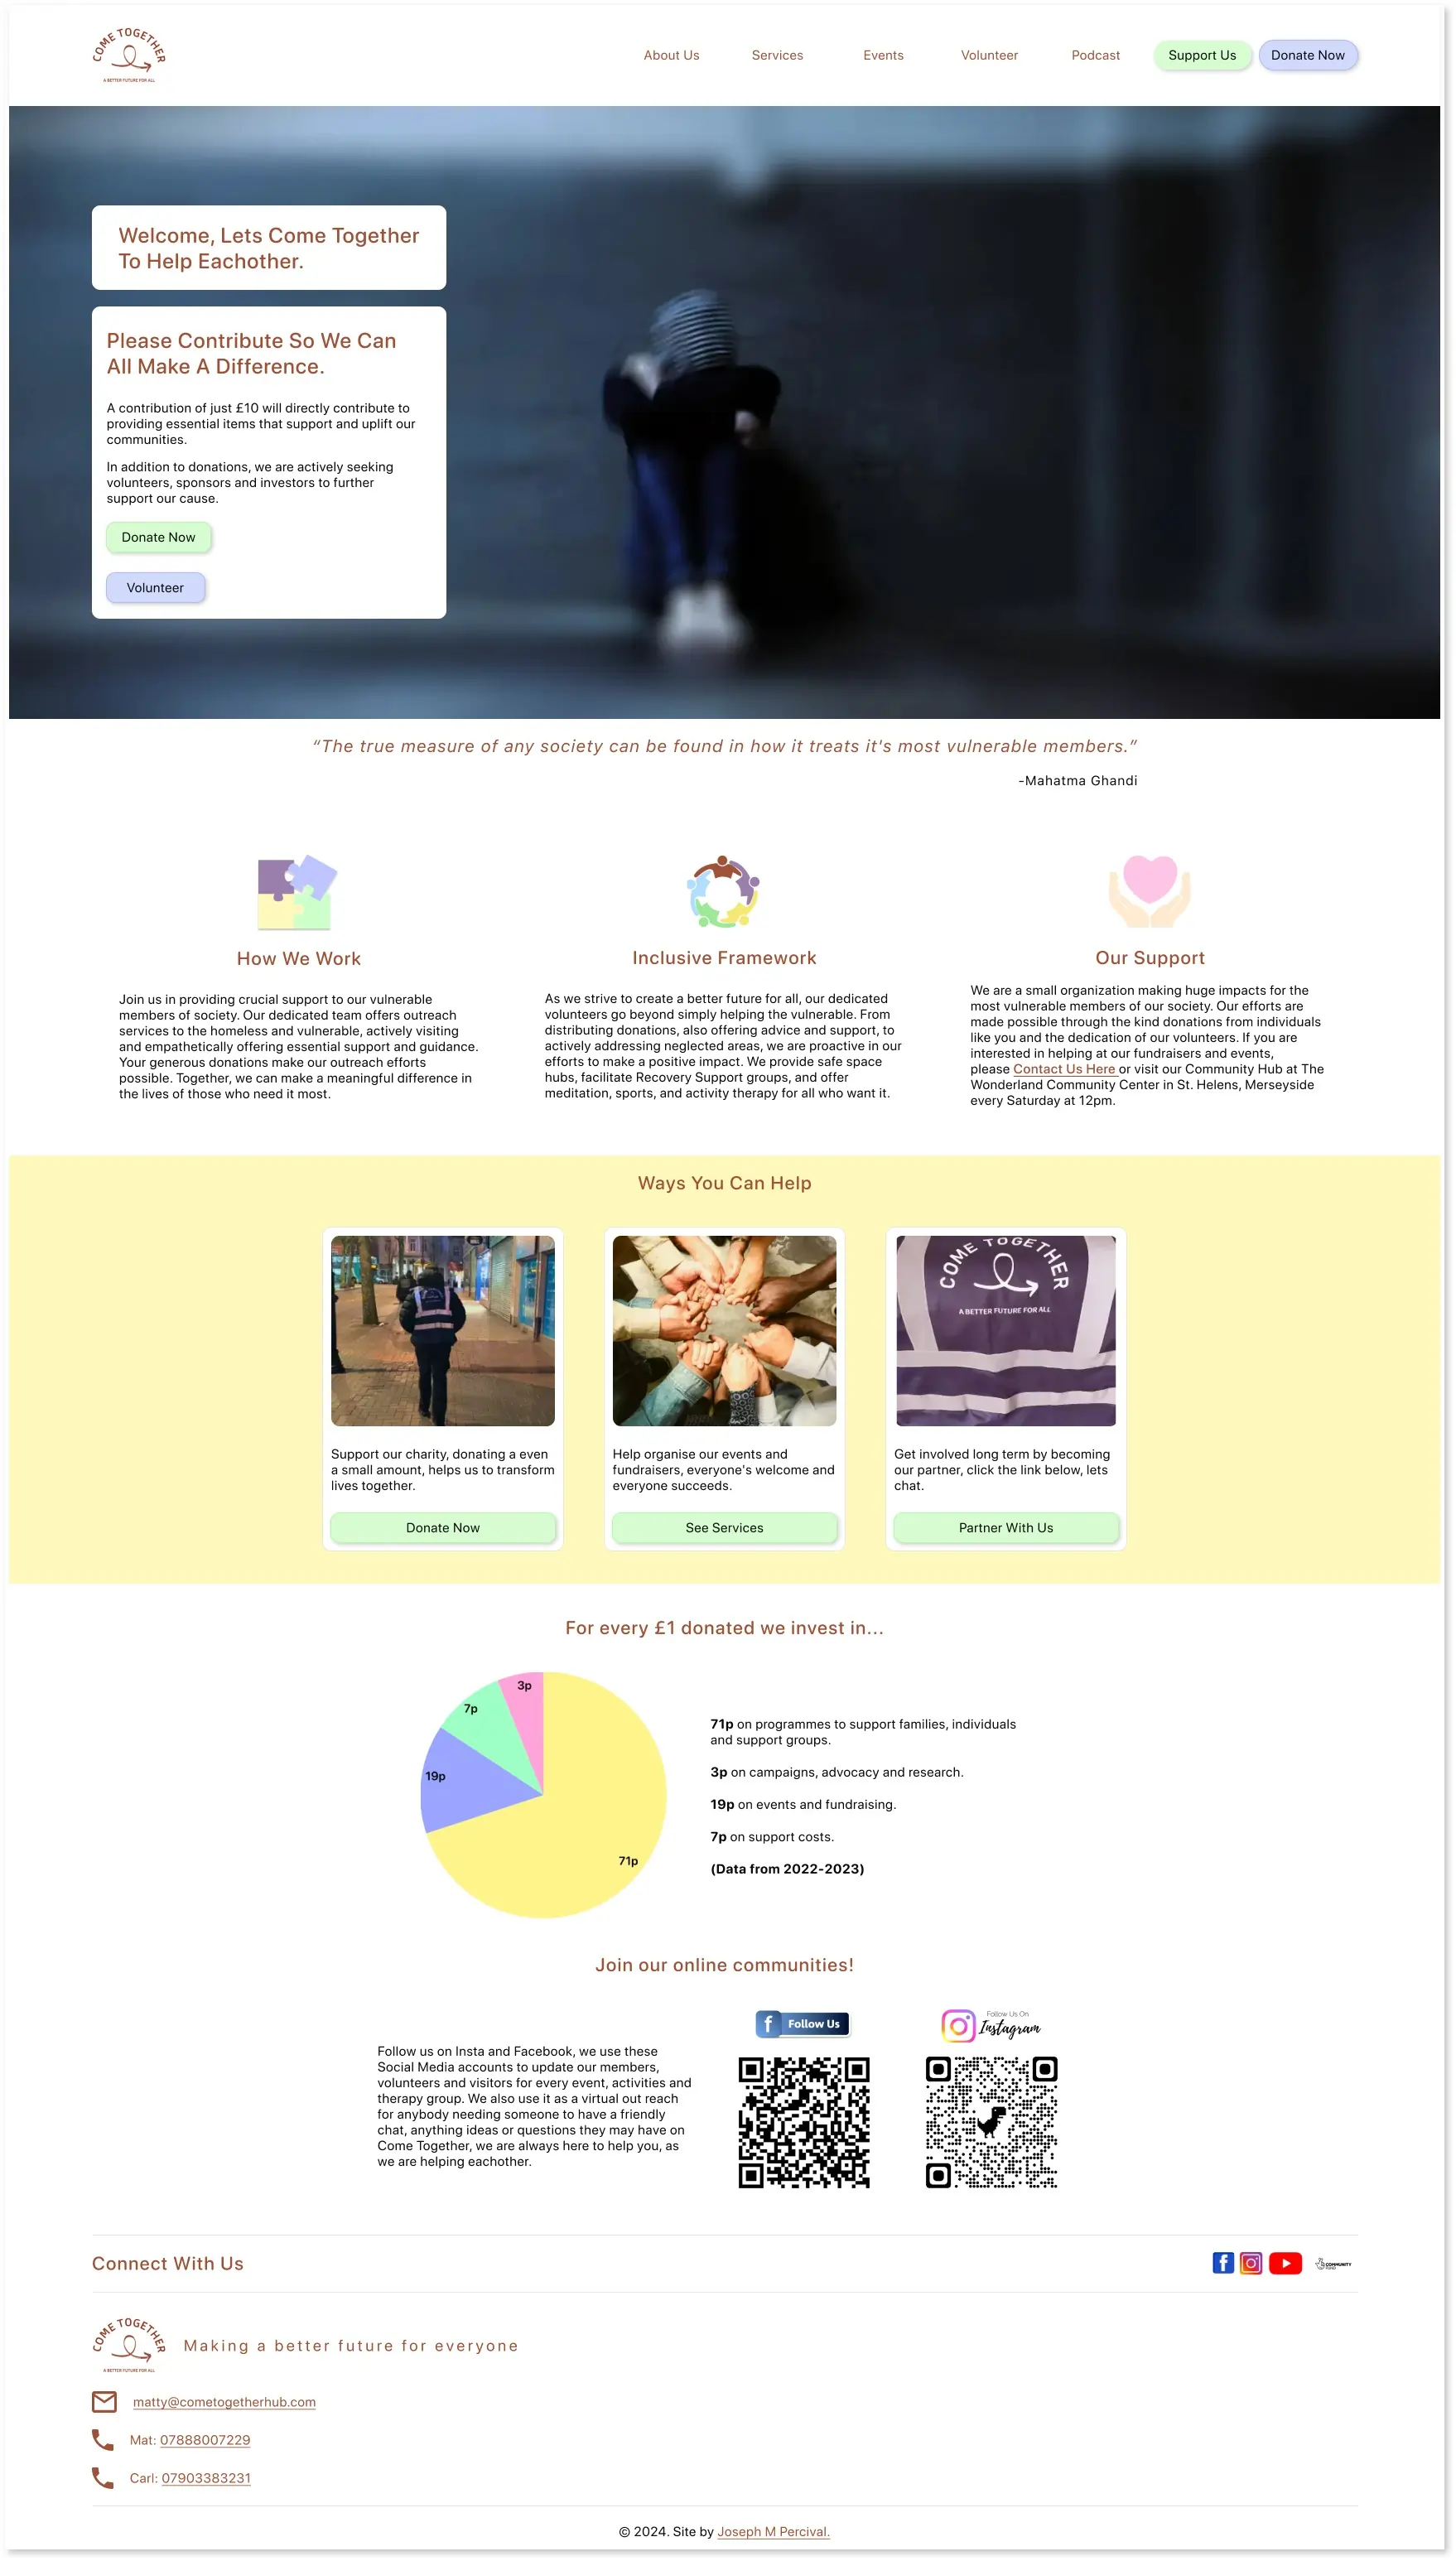 COME TOGETHER
A BETTER FUTURE FOR ALL
About Us
Services
Events
Volunteer
Podcast
Support Us
Donate Now
Welcome, Lets Come Together
To Help Eachother.
Please Contribute So We Can
All Make A Difference.
A contribution of just £10 will directly contribute to
providing essential items that support and uplift our
communities.
In addition to donations, we are actively seeking
volunteers, sponsors and investors to further
support our cause.
Donate Now
Volunteer
“The true measure of any society can be found in how it treats it's most vulnerable members.”
-Mahatma Ghandi
How We Work
Join us in providing crucial support to our vulnerable
members of society. Our dedicated team offers outreach
services to the homeless and vulnerable, actively visiting
and empathetically offering essential support and guidance.
Your generous donations make our outreach efforts
possible. Together, we can make a meaningful difference in
the lives of those who need it most.
Inclusive Framework
As we strive to create a better future for all, our dedicated
volunteers go beyond simply helping the vulnerable. From
distributing donations, also offering advice and support, to
actively addressing neglected areas, we are proactive in our
efforts to make a positive impact. We provide safe space
hubs, facilitate Recovery Support groups, and offer
meditation, sports, and activity therapy for all who want it.
Our Support
We are a small organization making huge impacts for the
most vulnerable members of our society. Our efforts are
made possible through the kind donations from individuals
like you and the dedication of our volunteers. If you are
interested in helping at our fundraisers and events,
please Contact Us Here or visit our Community Hub at The
Wonderland Community Center in St. Helens, Merseyside
every Saturday at 12pm.
Ways You Can Help
Support our charity, donating a even
a small amount, helps us to transform
lives together.
Donate Now
Help organise our events and
fundraisers, everyone's welcome and
everyone succeeds.
See Services
COME TOGETHER
A BETTER FUTURE FOR ALL
Get involved long term by becoming
our partner, click the link below, lets
chat.
Partner With Us
For every £1 donated we invest in...
3p
7p
19p
71p
71p on programmes to support families, individuals
and support groups.
3p on campaigns, advocacy and research.
19p on events and fundraising.
7p on support costs.
(Data from 2022-2023)
Join our online communities!
Follow us on Insta and Facebook, we use these
Social Media accounts to update our members,
volunteers and visitors for every event, activities and
therapy group. We also use it as a virtual out reach
for anybody needing someone to have a friendly
chat, anything ideas or questions they may have on
Come Together, we are always here to help you, as
we are helping eachother.
f Follow Us
Follow Us On
Instagram
Connect With Us
f
COMMUNITY
FUND
COME TOGETHER
A BETTER FUTURE FOR ALL
Making a better future for everyone
matty@cometogetherhub.com
Mat: 07888007229
Carl: 07903383231
© 2024. Site by Joseph M Percival.